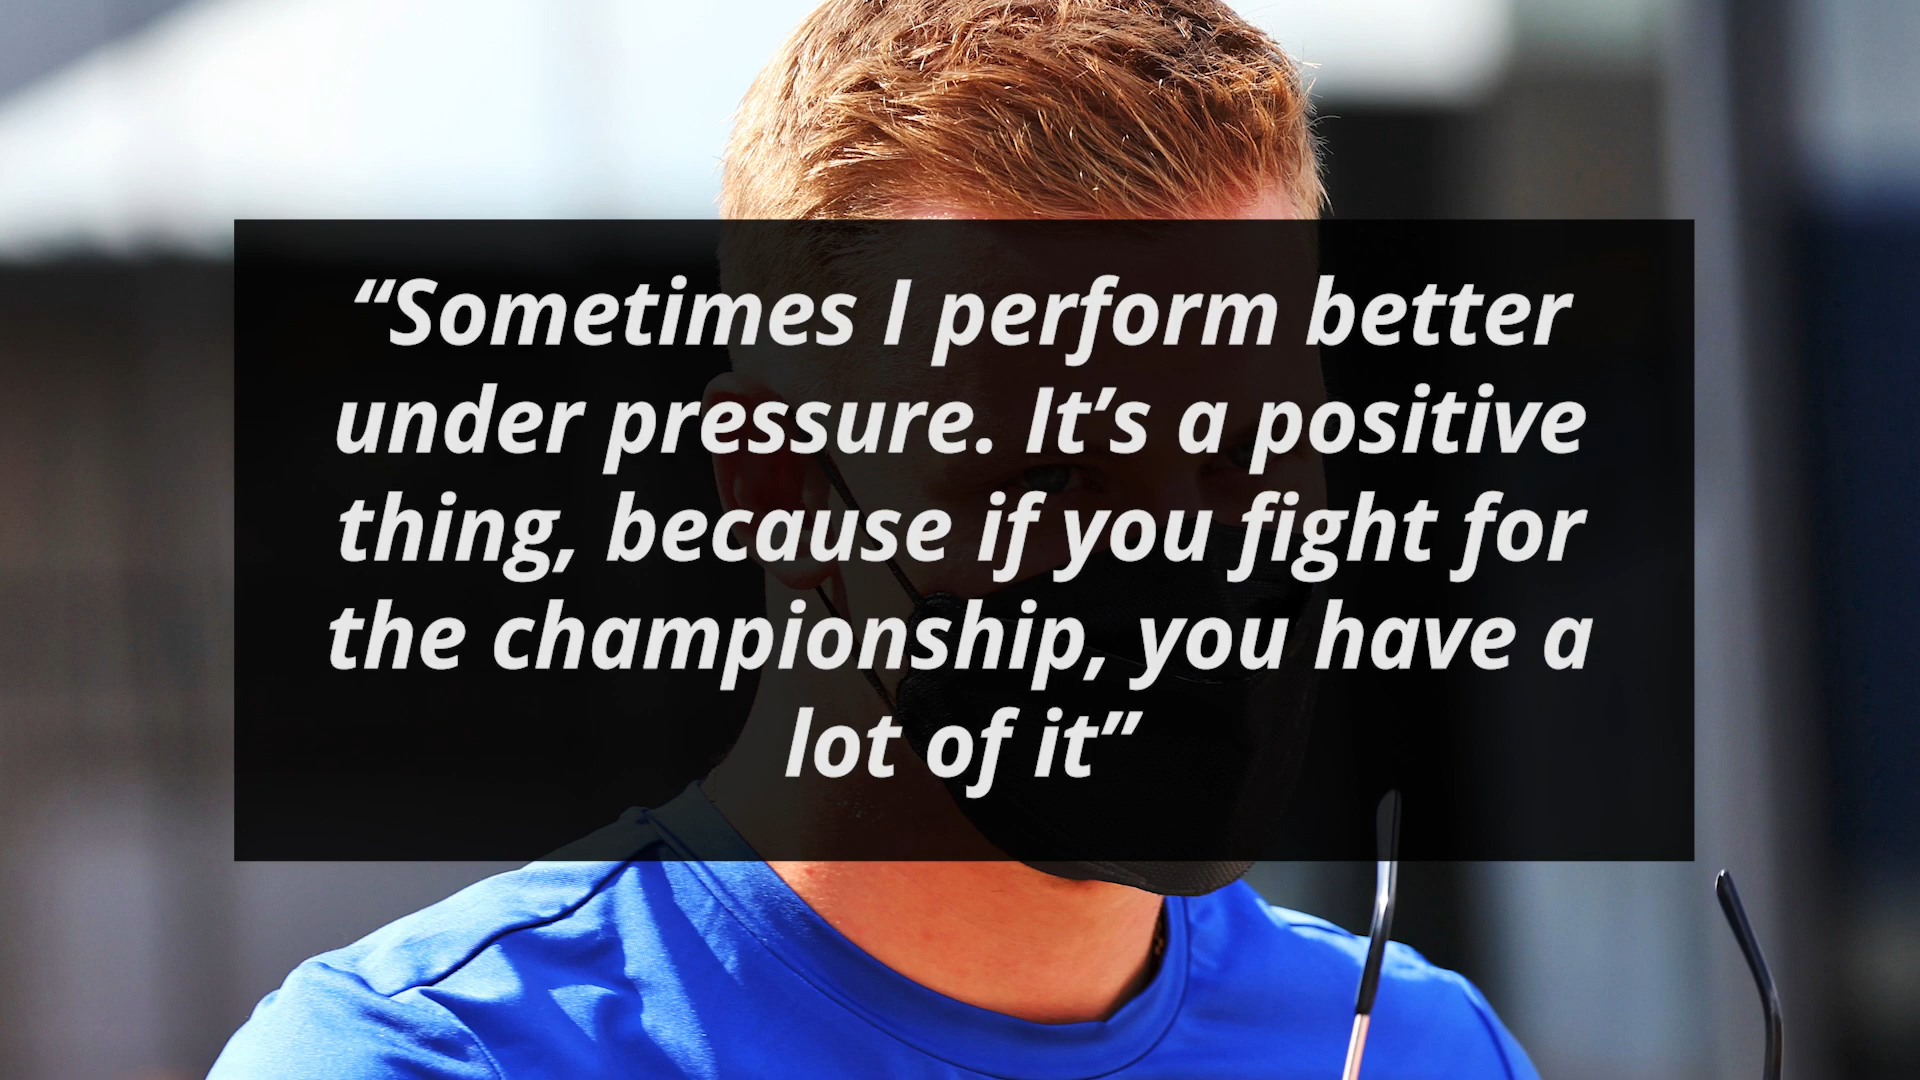 “Sometimes I perform better
under pressure. It’s a positive
thing, because if you fight for
the championship, you have a
lot of it”